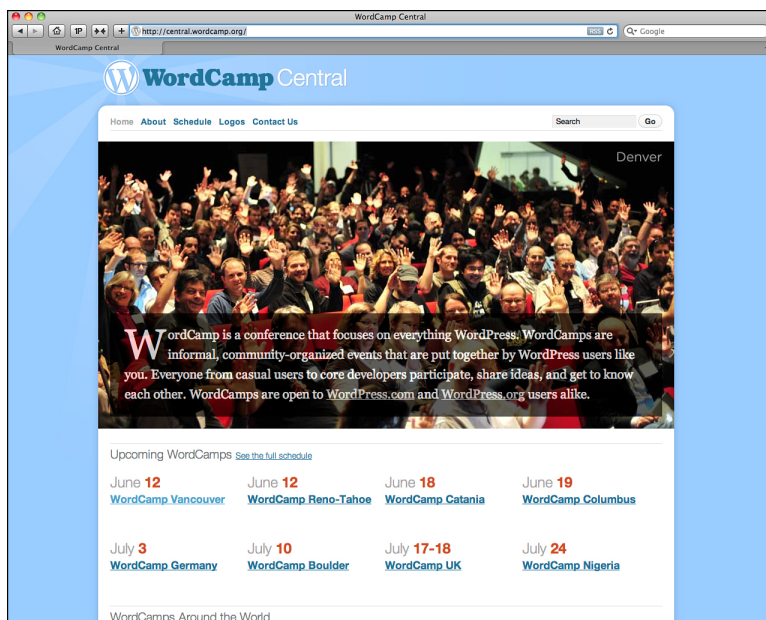 WordCamp Central
1P
http://central.wordcamp.org/
RSS
Google
WordCamp Central
WordCamp Central
Home About Schedule Logos Contact Us
Search Go
Denver
WordCamp is a conference that focuses on everything WordPress. WordCamps are
informal, community-organized events that are put together by WordPress users like
you. Everyone from casual users to core developers participate, share ideas, and get to know
each other. WordCamps are open to WordPress.com and WordPress.org users alike.
Upcoming WordCamps See the full schedule
June 12 June 12 June 18 June 19
WordCamp Vancouver WordCamp Reno-Tahoe WordCamp Catania WordCamp Columbus
July 3 July 10 July 17-18 July 24
WordCamp Germany WordCamp Boulder WordCamp UK WordCamp Nigeria
WordCamps Around the World